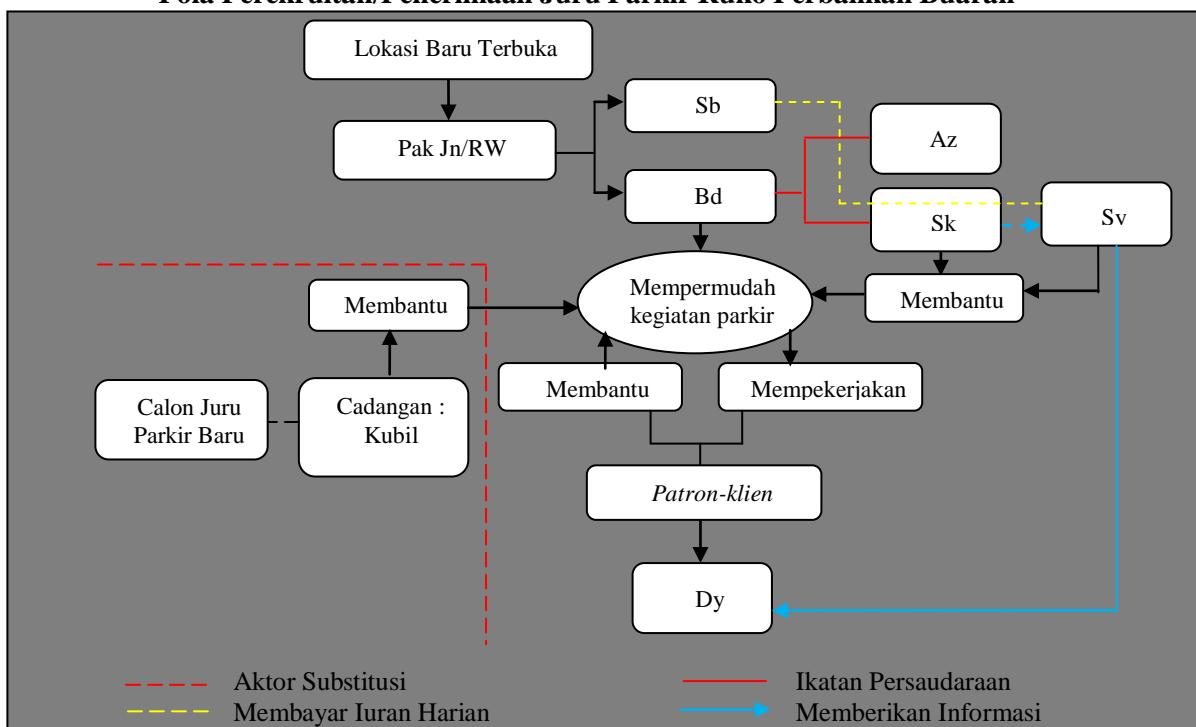 Pola Perekrutan/Penerimaan Juru Parkir Ruko Perbankan Buaran
Lokasi Baru Terbuka
Pak Jn/RW
Sb
Bd
Az
Sk
Sv
Membantu
Mempermudah
kegiatan parkir
Membantu
Calon Juru
Parkir Baru
Cadangan :
Kubil
Membantu
Mempekerjakan
Patron-klien
Dy
Aktor Substitusi
Ikatan Persaudaraan
Membayar Iuran Harian
Memberikan Informasi